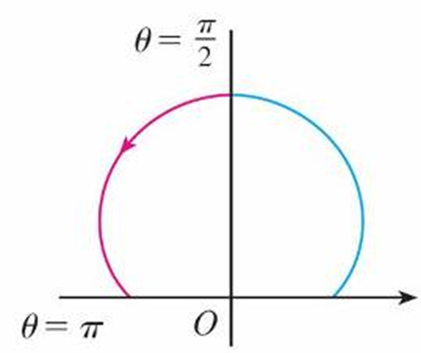 θ = π/2
θ = π
O